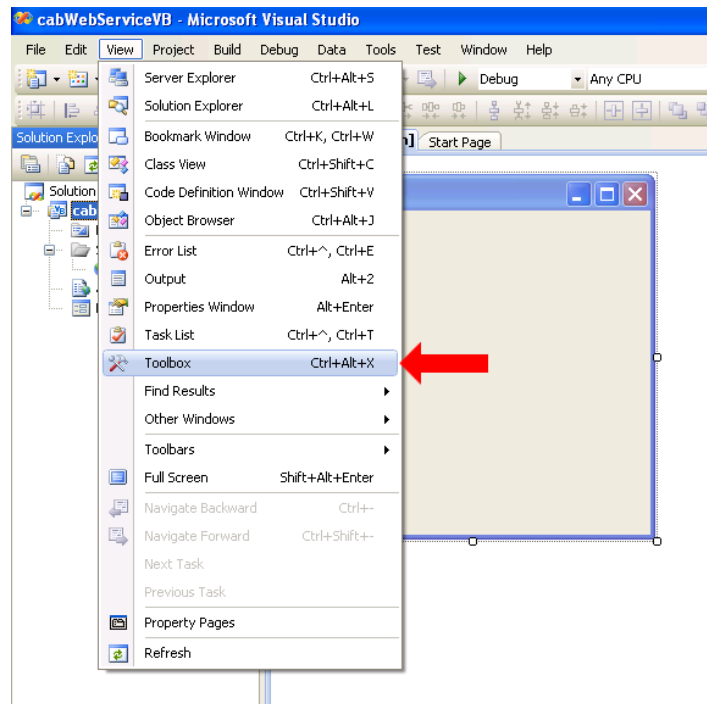 cabWebServiceVB - Microsoft Visual Studio
File Edit View Project Build Debug Data Tools Test Window Help
Debug Any CPU
Server Explorer Ctrl+Alt+S
Solution Explorer Ctrl+Alt+L
Solution Explo
Start Page
Bookmark Window Ctrl+K, Ctrl+W
Class View Ctrl+Shift+C
Solution
Code Definition Window Ctrl+Shift+V
cab
Object Browser Ctrl+Alt+J
Error List Ctrl+^, Ctrl+E
Output Alt+2
Properties Window Alt+Enter
Task List Ctrl+^, Ctrl+T
Toolbox Ctrl+Alt+X
Find Results
Other Windows
Toolbars
Full Screen Shift+Alt+Enter
Navigate Backward Ctrl+-
Navigate Forward Ctrl+Shift+-
Next Task
Previous Task
Property Pages
Refresh